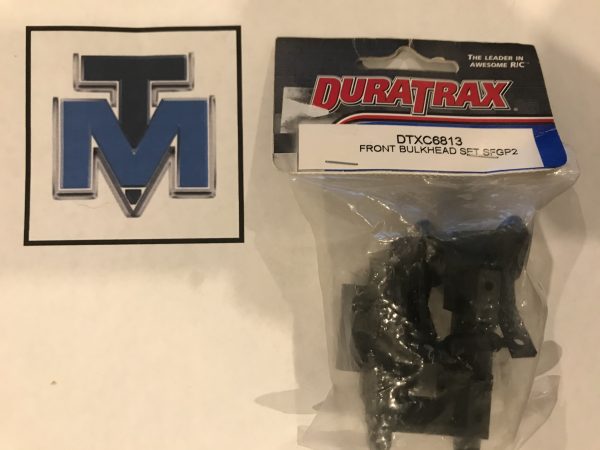 TM
THE LEADER IN
AWESOME R/C
DURATRAX
DTXC6813
FRONT BULKHEAD SET SFGP2